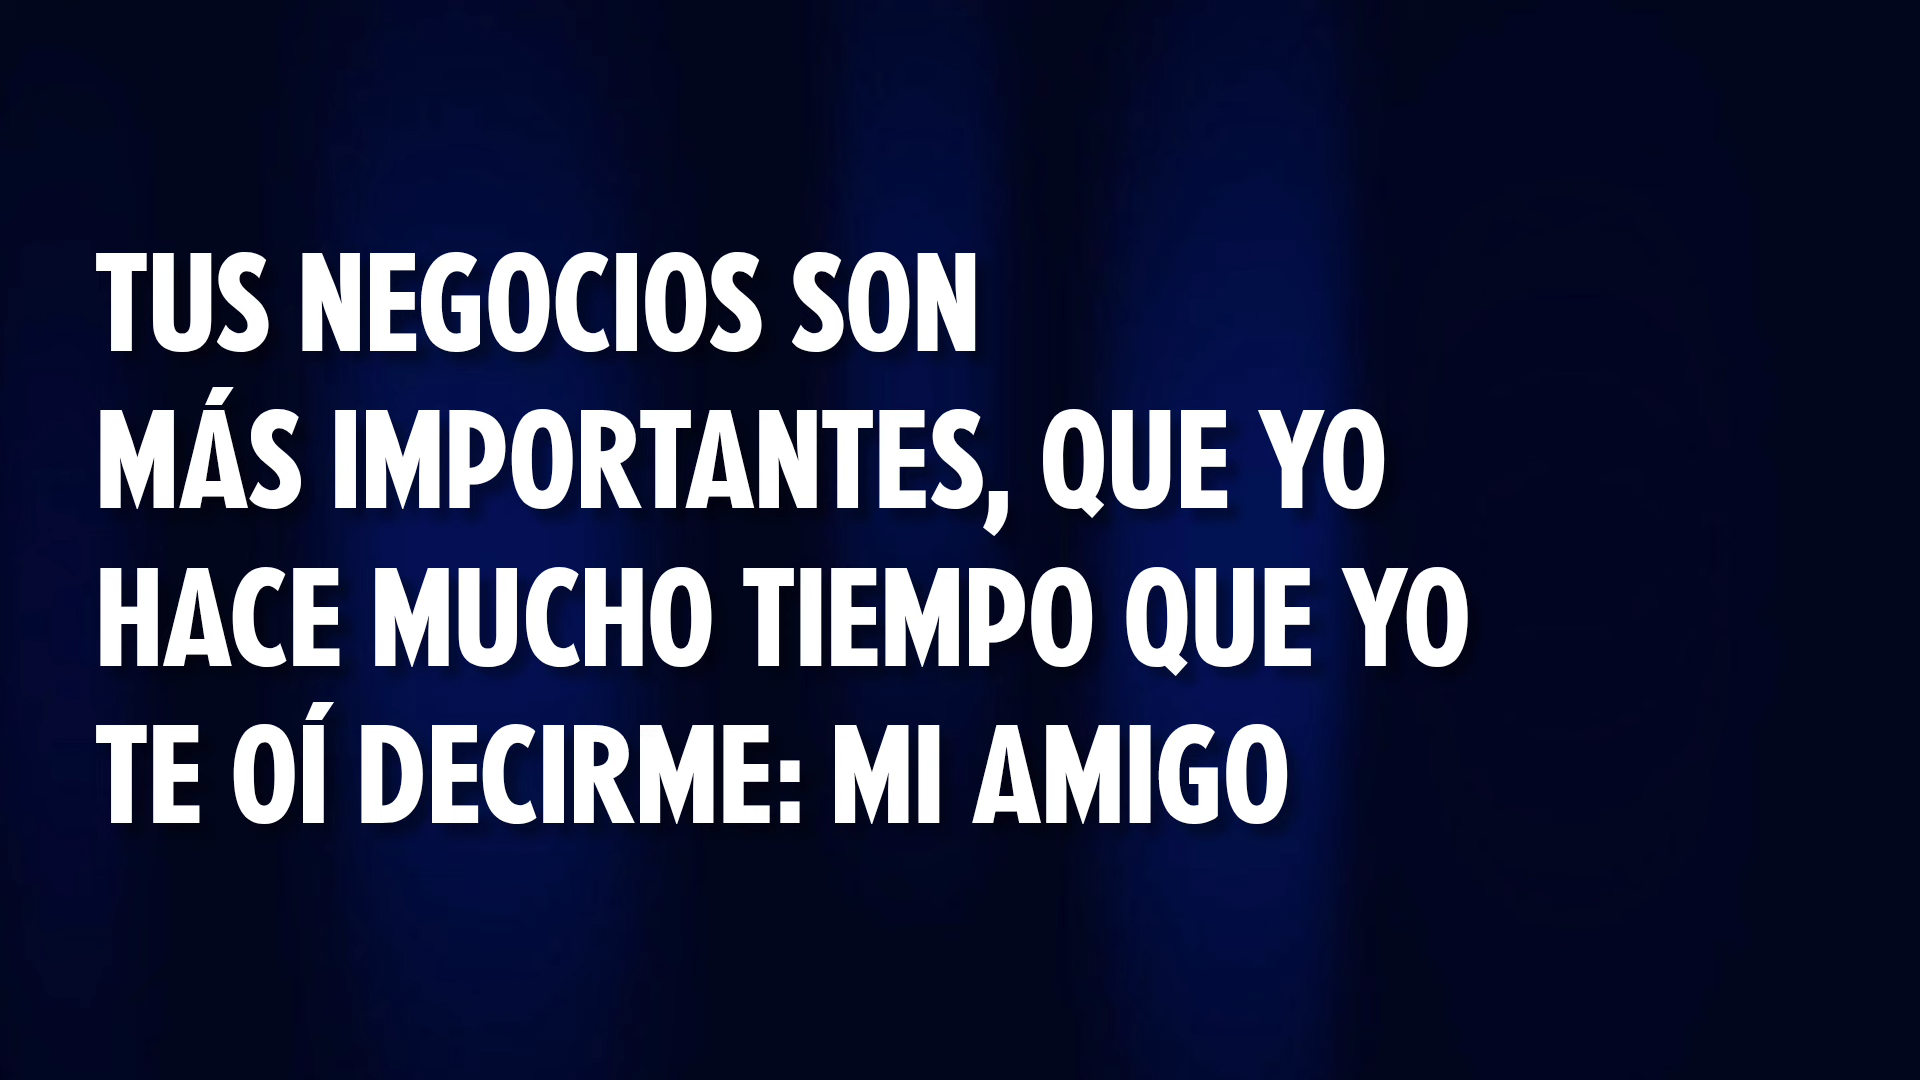 TUS NEGOCIOS SON
MÁS IMPORTANTES, QUE YO
HACE MUCHO TIEMPO QUE YO
TE OÍ DECIRME: MI AMIGO